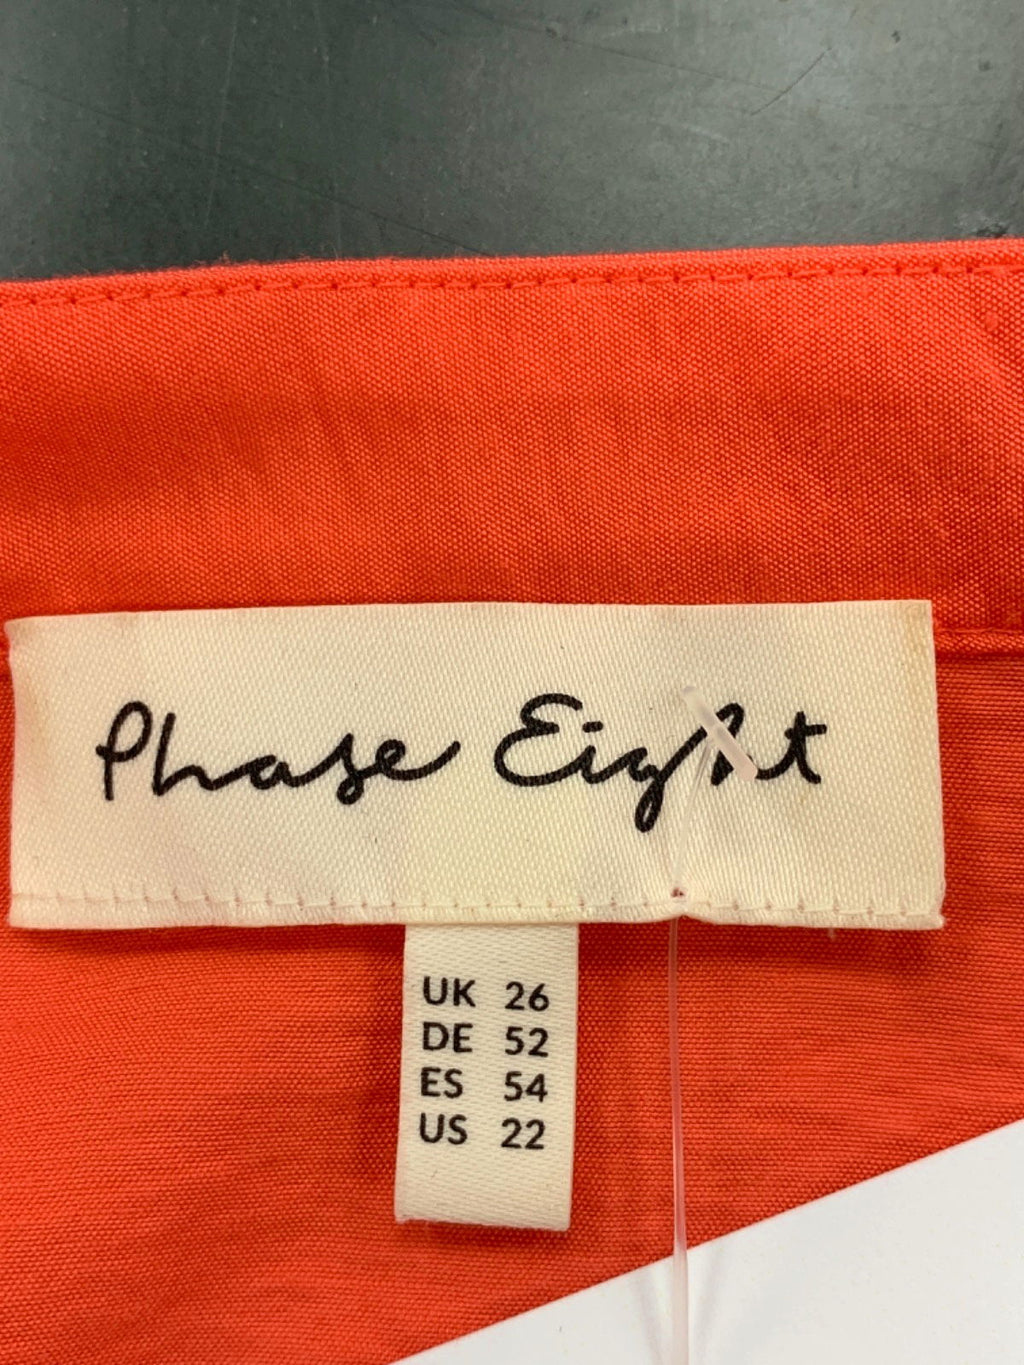 Phase Eight
UK 26
DE 52
ES 54
US 22